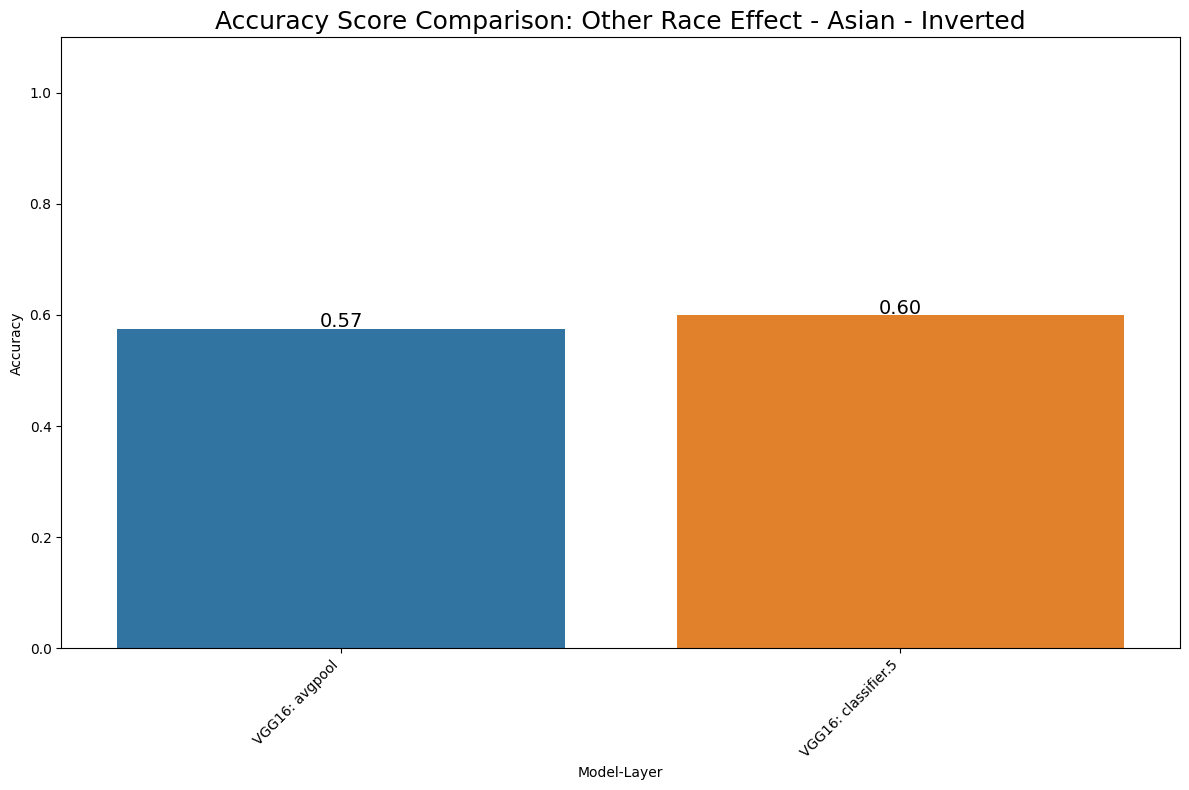 Accuracy Score Comparison: Other Race Effect - Asian - Inverted
Accuracy
1.0
0.8
0.6
0.4
0.2
0.0
0.57
0.60
VGG16: avgpool
VGG16: classifier.5
Model-Layer